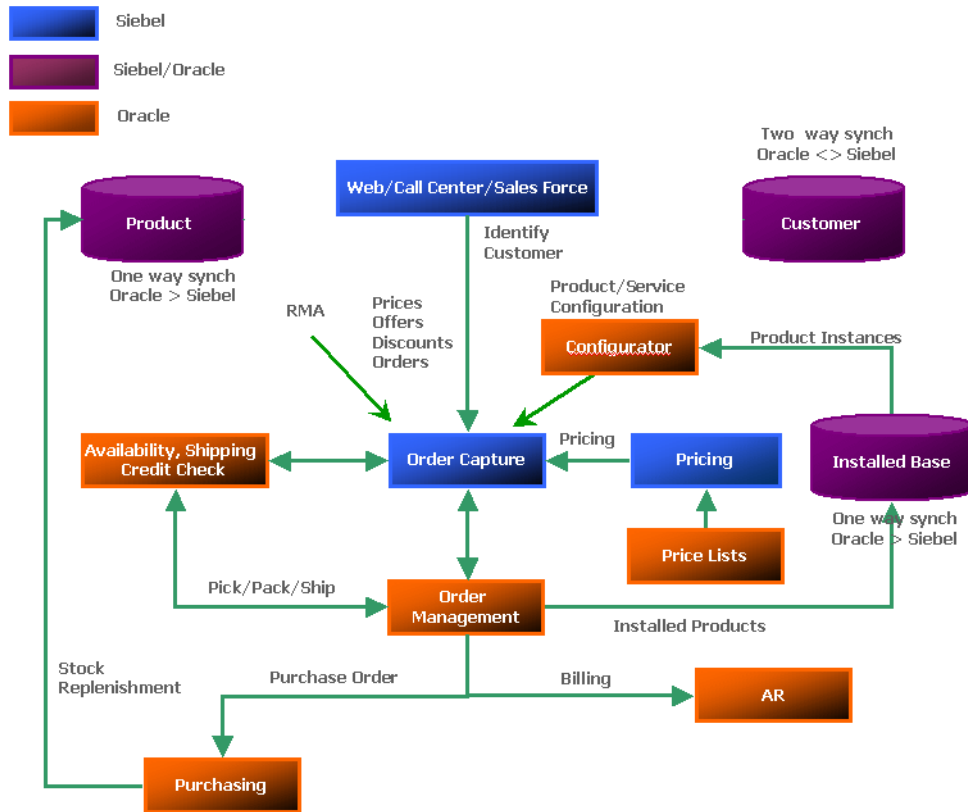 Siebel
Siebel/Oracle
Oracle
Two way synch
Oracle <> Siebel
Web/Call Center/Sales Force
Product
Customer
Identify
Customer
One way synch
Oracle > Siebel
Product/Service
Configuration
RMA
Prices
Offers
Discounts
Orders
Configurator
Product Instances
Availability, Shipping
Credit Check
Order Capture
Pricing
Pricing
Installed Base
One way synch
Oracle > Siebel
Price Lists
Pick/Pack/Ship
Order
Management
Installed Products
Stock
Replenishment
Purchase Order
Billing
AR
Purchasing